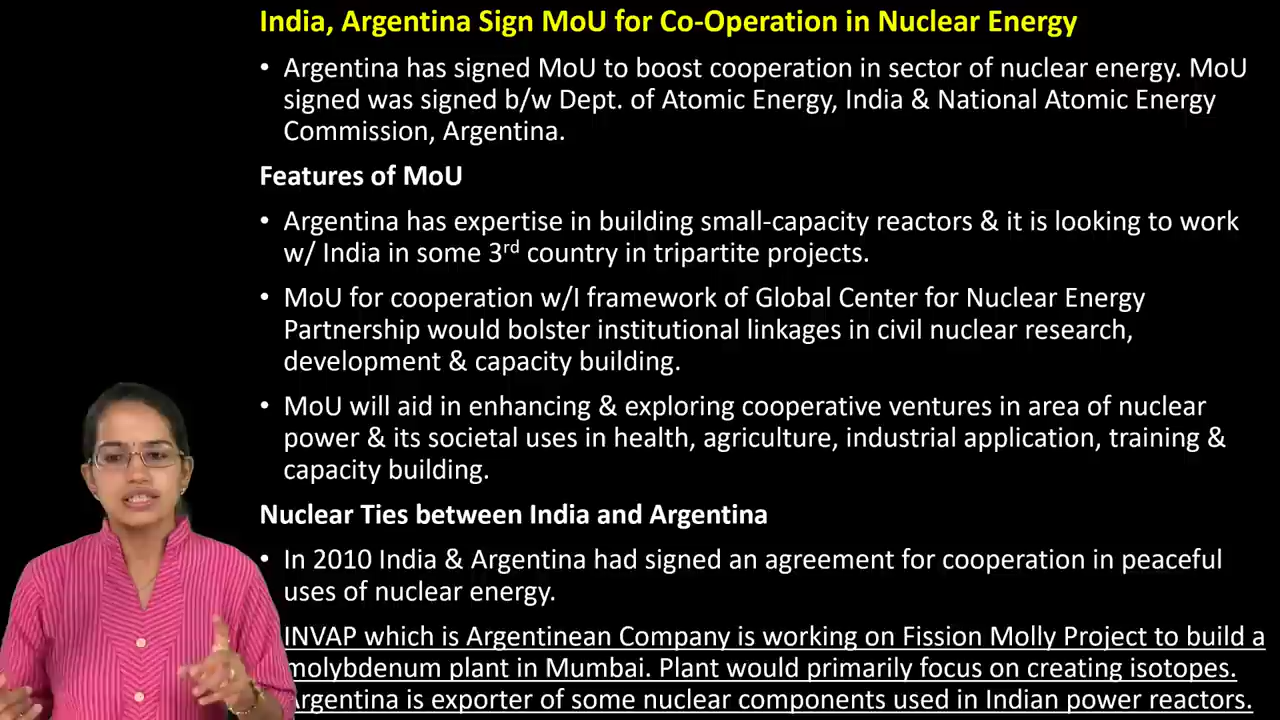 India, Argentina Sign MoU for Co-Operation in Nuclear Energy
• Argentina has signed MoU to boost cooperation in sector of nuclear energy. MoU
signed was signed b/w Dept. of Atomic Energy, India & National Atomic Energy
Commission, Argentina.
Features of MoU
• Argentina has expertise in building small-capacity reactors & it is looking to work
w/ India in some 3rd country in tripartite projects.
• MoU for cooperation w/I framework of Global Center for Nuclear Energy
Partnership would bolster institutional linkages in civil nuclear research,
development & capacity building.
• MoU will aid in enhancing & exploring cooperative ventures in area of nuclear
power & its societal uses in health, agriculture, industrial application, training &
capacity building.
Nuclear Ties between India and Argentina
• In 2010 India & Argentina had signed an agreement for cooperation in peaceful
uses of nuclear energy.
INVAP which is Argentinean Company is working on Fission Molly Project to build a
molybdenum plant in Mumbai. Plant would primarily focus on creating isotopes.
Argentina is exporter of some nuclear components used in Indian power reactors.